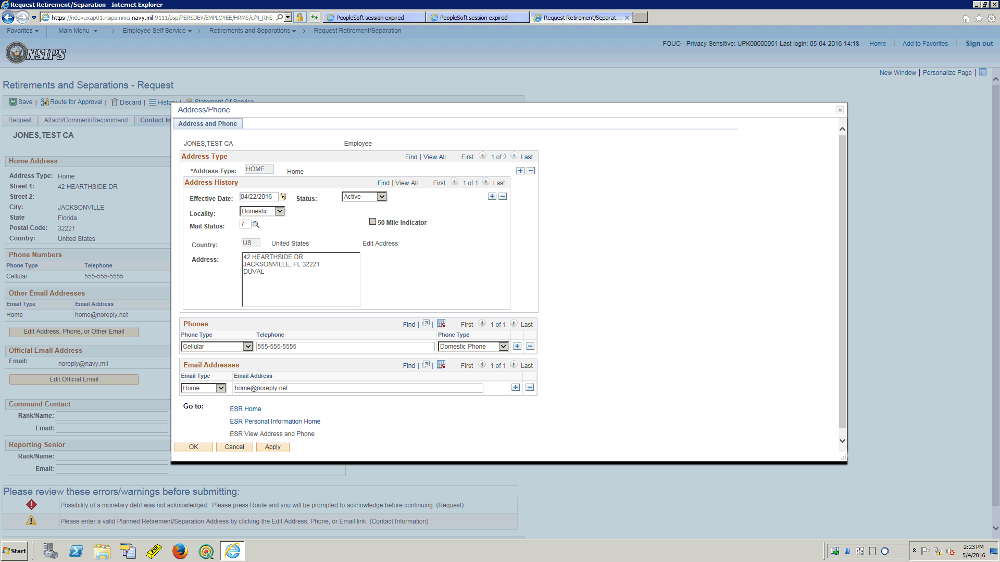 Request Retirement/Separation - Internet Explorer
https://ndevuxap01.nsips.nmci.navy.mil:9111/psp/PERSDEV/EMPLOYEE/HRMS/c/N_RNS_
PeopleSoft session expired
PeopleSoft session expired
Request Retirement/Separat...
Favorites
Main Menu > Employee Self Service > Retirements and Separations > Request Retirement/Separation
NSIPS
FOUO - Privacy Sensitive: UPK00000051 Last login: 05-04-2016 14:18
Home
Add to Favorites
Sign out
New Window | Personalize Page |
Retirements and Separations - Request
Save | Route for Approval | Discard | History | Statement Of Service
Request
Attach/Comment/Recommend
Contact In
JONES,TEST CA
Home Address
Address Type: Home
Street 1: 42 HEARTHSIDE DR
Street 2:
City: JACKSONVILLE
State Florida
Postal Code: 32221
Country: United States
Phone Numbers
Phone Type Telephone
Cellular 555-555-5555
Other Email Addresses
Email Type Email Address
Home home@noreply.net
Edit Address, Phone, or Other Email
Official Email Address
Email: noreply@navy.mil
Edit Official Email
Command Contact
Rank/Name:
Email:
Reporting Senior
Rank/Name:
Email:
Address/Phone
Address and Phone
JONES,TEST CA Employee
Address Type Find | View All First 1 of 2 Last
*Address Type: HOME Home
Address History Find | View All First 1 of 1 Last
Effective Date: 04/22/2016 Status: Active
Locality: Domestic
Mail Status: 7 50 Mile Indicator
Country: US United States Edit Address
Address: 42 HEARTHSIDE DR
JACKSONVILLE, FL 32221
DUVAL
Phones Find | | First 1 of 1 Last
Phone Type Telephone Phone Type
Cellular 555-555-5555 Domestic Phone
Email Addresses Find | | First 1 of 1 Last
Email Type Email Address
Home home@noreply.net
Go to: ESR Home
ESR Personal Information Home
ESR View Address and Phone
OK Cancel Apply
Please review these errors/warnings before submitting:
Possibility of a monetary debt was not acknowledged. Please press Route and you will be prompted to acknowledge before continuing. (Request)
Please enter a valid Planned Retirement/Separation Address by clicking the Edit Address, Phone, or Email link. (Contact Information)
Start
2:23 PM
5/4/2016